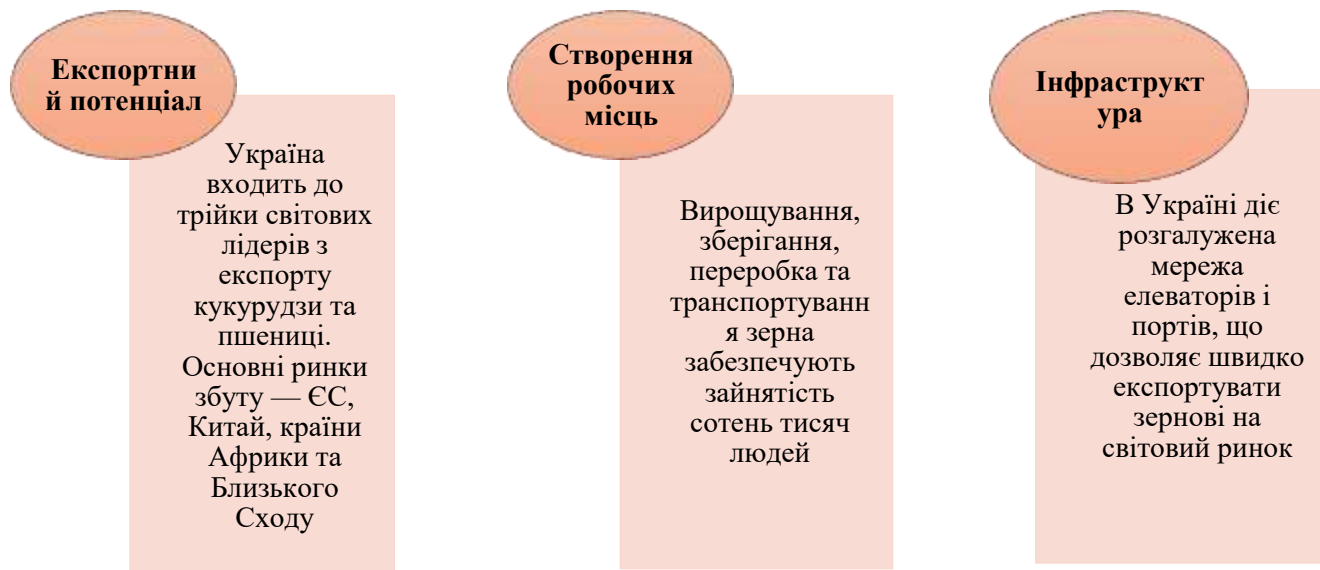 Експортни
й потенціал
Україна
входить до
трійки світових
лідерів з
експорту
кукурудзи та
пшениці.
Основні ринки
збуту — ЄС,
Китай, країни
Африки та
Близького
Сходу
Створення
робочих
місць
Вирощування,
зберігання,
переробка та
транспортуванн
я зерна
забезпечують
зайнятість
сотень тисяч
людей
Інфраструкт
ура
В Україні діє
розгалужена
мережа
елеваторів і
портів, що
дозволяє швидко
експортувати
зернові на
світовий ринок